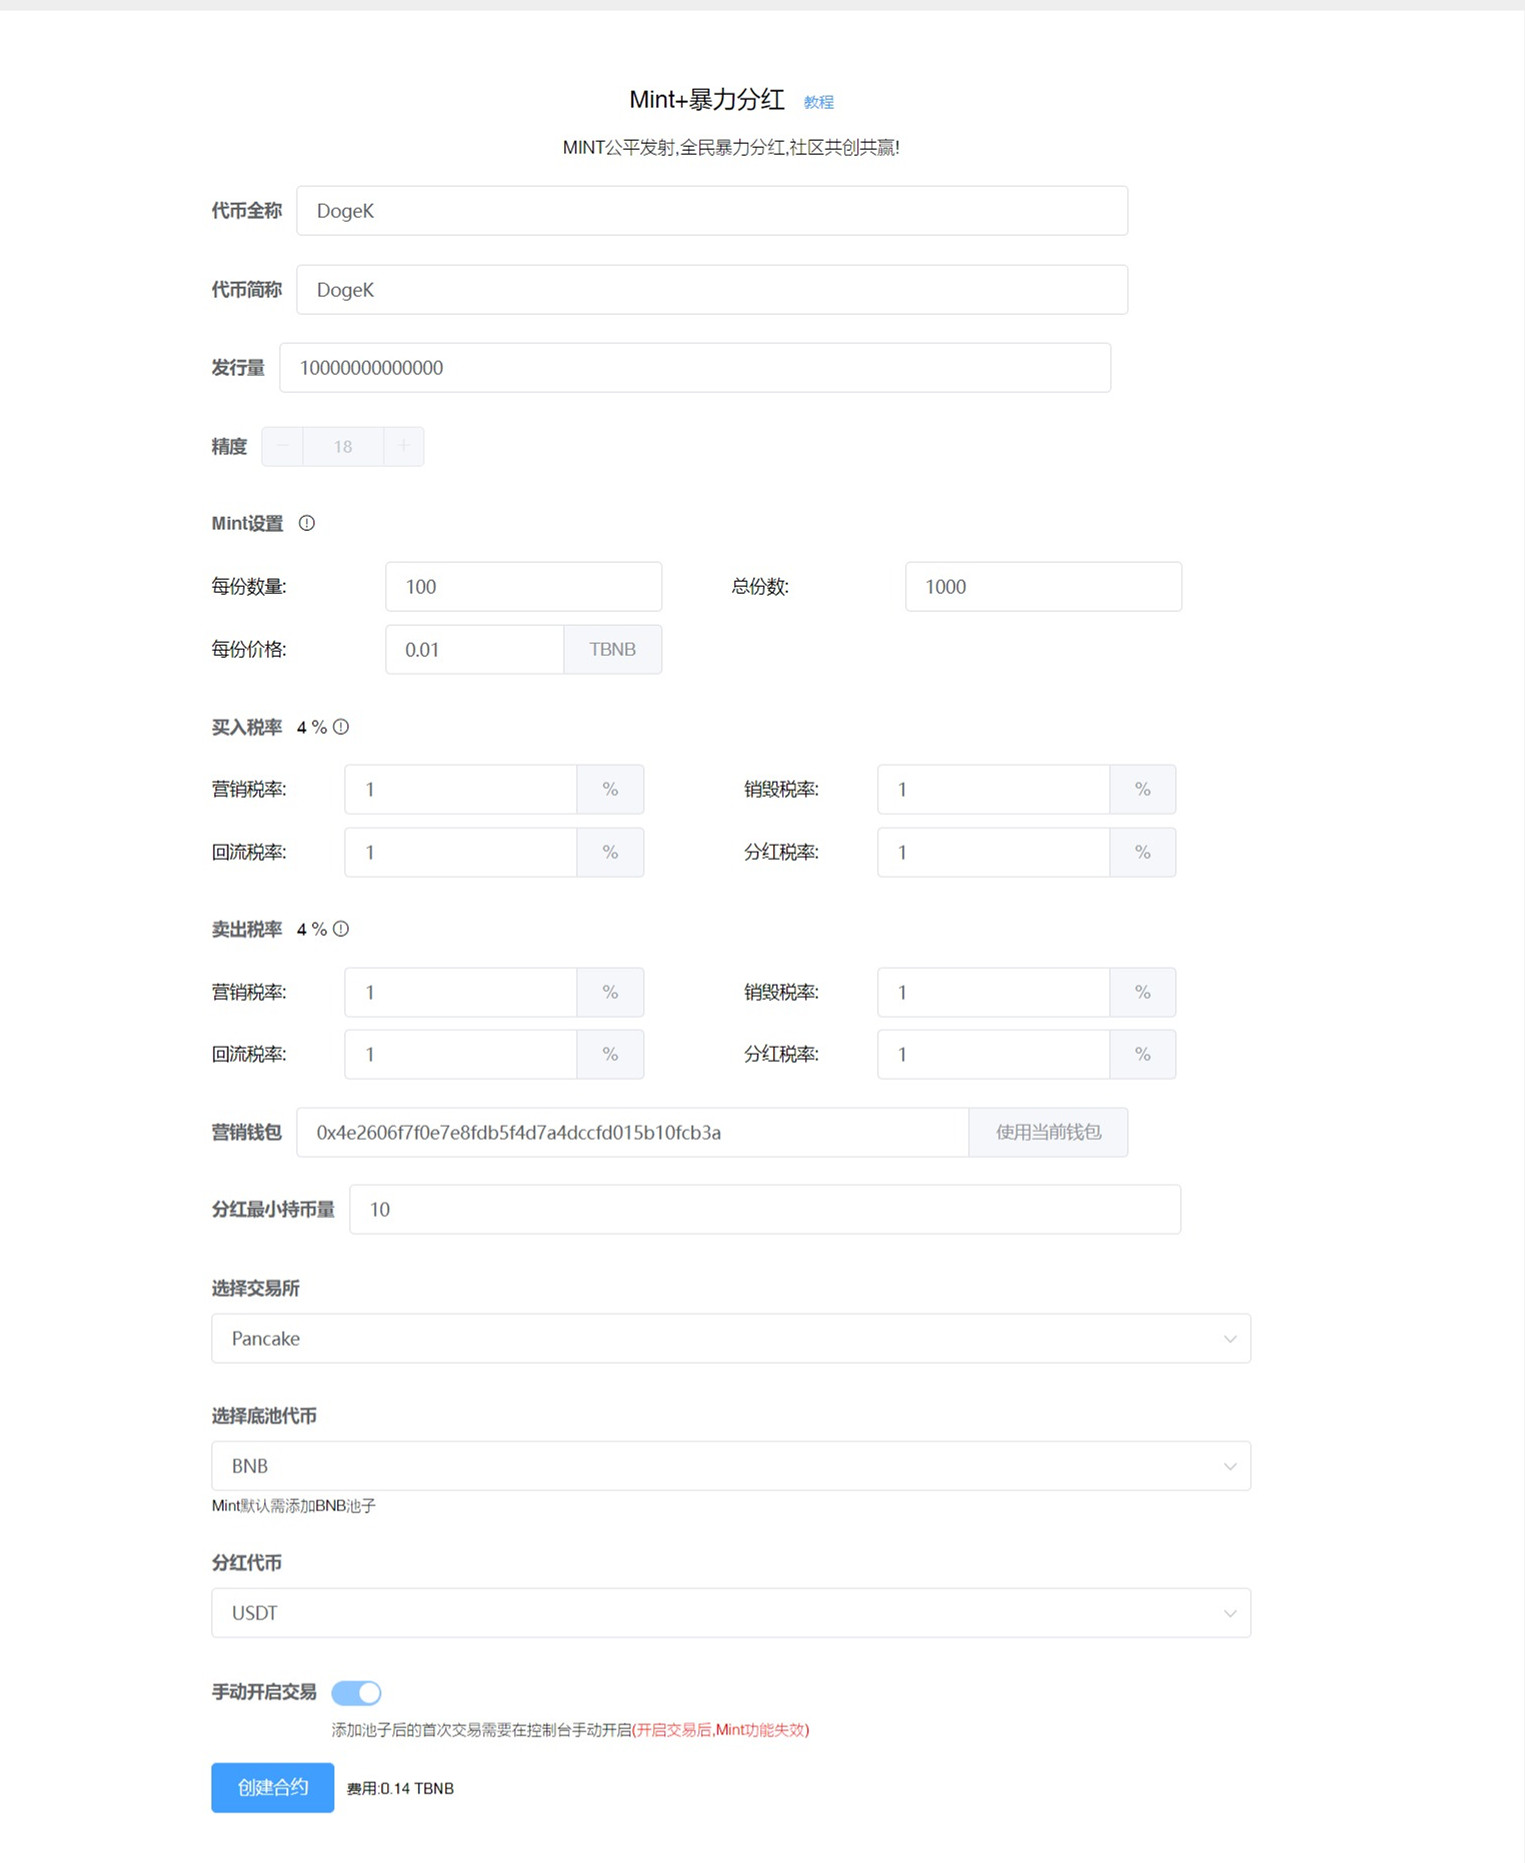 Mint+暴力分红 教程
MINT公平发射,全民暴力分红,社区共创共赢!
代币全称 DogeK
代币简称 DogeK
发行量 10000000000000
精度 − 18 +
Mint设置
每份数量: 100 总份数: 1000
每份价格: 0.01 TBNB
买入税率 4 %
营销税率: 1 % 销毁税率: 1 %
回流税率: 1 % 分红税率: 1 %
卖出税率 4 %
营销税率: 1 % 销毁税率: 1 %
回流税率: 1 % 分红税率: 1 %
营销钱包 0x4e2606f7f0e7e8fdb5f4d7a4dccfd015b10fcb3a 使用当前钱包
分红最小持币量 10
选择交易所
Pancake
选择底池代币
BNB
Mint默认需添加BNB池子
分红代币
USDT
手动开启交易
添加池子后的首次交易需要在控制台手动开启(开启交易后,Mint功能失效)
创建合约 费用:0.14 TBNB